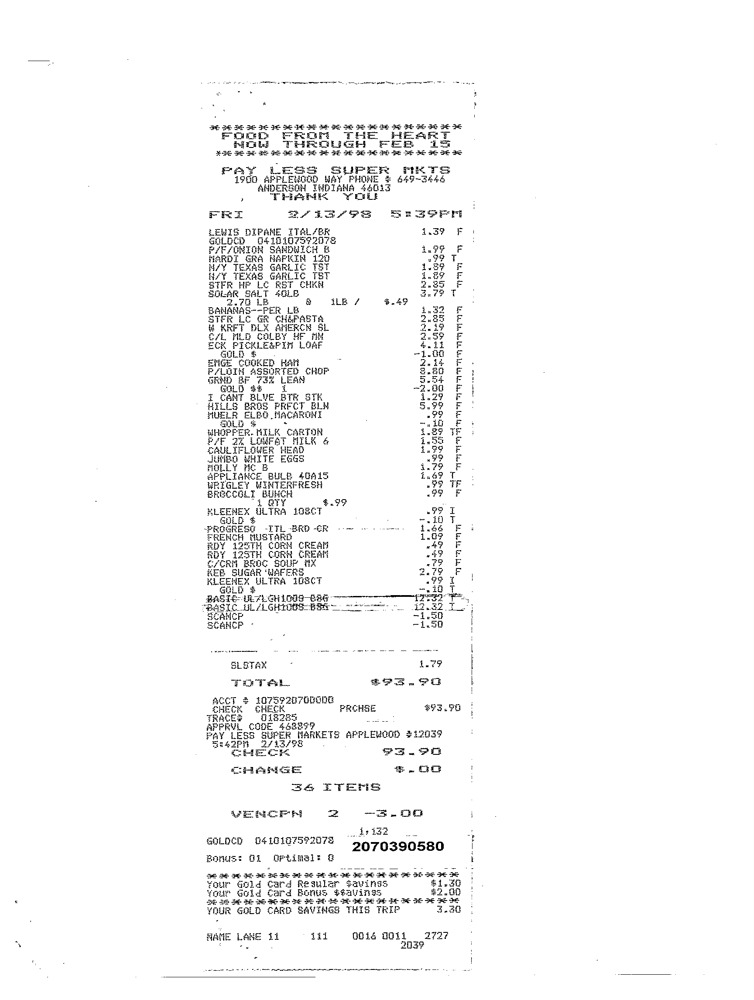 FOOD FROM THE HEART
NOW THROUGH FEB 15
PAY LESS SUPER MKTS
1900 APPLEWOOD WAY PHONE # 649-3446
ANDERSON INDIANA 46013
THANK YOU
FRI 2/13/98 5:39PM
LEWIS DIPANE ITAL/BR 1.39 F
GOLDCD 0410107592078
P/F/ONION SANDWICH B 1.99 F
MARDI GRA NAPKIN 120 .99 T
N/Y TEXAS GARLIC TST 1.89 F
N/Y TEXAS GARLIC TST 1.89 F
STFR HP LC RST CHKN 2.85 F
SOLAR SALT 40LB 3.79 T
2.70 LB @ 1LB / $.49
BANANAS--PER LB 1.32 F
STFR LC GR CH&PASTA 2.85 F
W KRFT DLX AMERCN SL 2.19 F
C/L MLD COLBY HF MN 2.59 F
ECK PICKLE&PIM LOAF 4.11 F
GOLD $ -1.00 F
EMGE COOKED HAM 2.14 F
P/LOIN ASSORTED CHOP 8.80 F
GRND BF 73% LEAN 5.54 F
GOLD $$ 1 -2.00 F
I CANT BLVE BTR STK 1.29 F
HILLS BROS PRFCT BLN 5.99 F
MUELR ELBO.MACARONI .99 F
GOLD $ -.10 F
WHOPPER.MILK CARTON 1.89 TF
P/F 2% LOWFAT MILK 6 1.55 F
CAULIFLOWER HEAD 1.99 F
JUMBO WHITE EGGS .99 F
MOLLY MC B 1.79 F
APPLIANCE BULB 40A15 1.69 T
WRIGLEY WINTERFRESH .99 TF
BROCCOLI BUNCH .99 F
1 QTY $.99
KLEENEX ULTRA 108CT .99 T
GOLD $ -.10 T
PROGRESO ITL BRD CR 1.66 F
FRENCH MUSTARD 1.09 F
RDY 125TH CORN CREAM .49 F
RDY 125TH CORN CREAM .49 F
C/CRM BROC SOUP MX .79 F
KEB SUGAR WAFERS 2.79 F
KLEENEX ULTRA 108CT .99 T
GOLD $ -.10 T
BASIC UL/LGH100S B8G 12.32 T
BASIC UL/LGH100S B8G 12.32 T
SCANCP -1.50
SCANCP -1.50
SLSTAX 1.79
TOTAL $93.90
ACCT # 1075920700000
CHECK CHECK PRCHSE $93.90
TRACE# 018285
APPRVL CODE 468899
PAY LESS SUPER MARKETS APPLEWOOD #12039
5:42PM 2/13/98
CHECK 93.90
CHANGE $.00
36 ITEMS
VENCPN 2 -3.00
1,132
GOLDCD 0410107592078
2070390580
Bonus: 01 Optimal: 0
Your Gold Card Regular Savings $1.30
Your Gold Card Bonus $savings $2.00
YOUR GOLD CARD SAVINGS THIS TRIP 3.30
NAME LANE 11 111 0016 0011 2727
2039